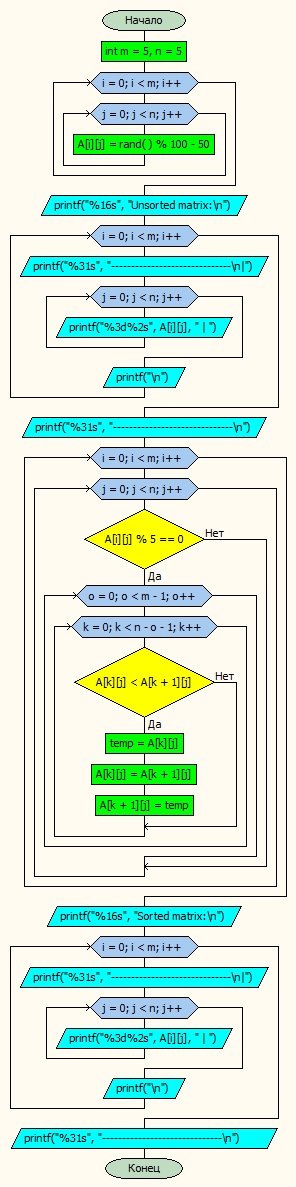 Начало
int m = 5, n = 5
i = 0; i < m; i++
j = 0; j < n; j++
A[i][j] = rand() % 100 - 50
printf("%16s", "Unsorted matrix:\n")
i = 0; i < m; i++
printf("%31s", "------------------------------\n|")
j = 0; j < n; j++
printf("%3d%2s", A[i][j], " | ")
printf("\n")
printf("%31s", "------------------------------\n")
i = 0; i < m; i++
j = 0; j < n; j++
A[i][j] % 5 == 0
Нет
Да
o = 0; o < m - 1; o++
k = 0; k < n - o - 1; k++
A[k][j] < A[k + 1][j]
Нет
Да
temp = A[k][j]
A[k][j] = A[k + 1][j]
A[k + 1][j] = temp
printf("%16s", "Sorted matrix:\n")
i = 0; i < m; i++
printf("%31s", "------------------------------\n|")
j = 0; j < n; j++
printf("%3d%2s", A[i][j], " | ")
printf("\n")
printf("%31s", "------------------------------\n")
Конец